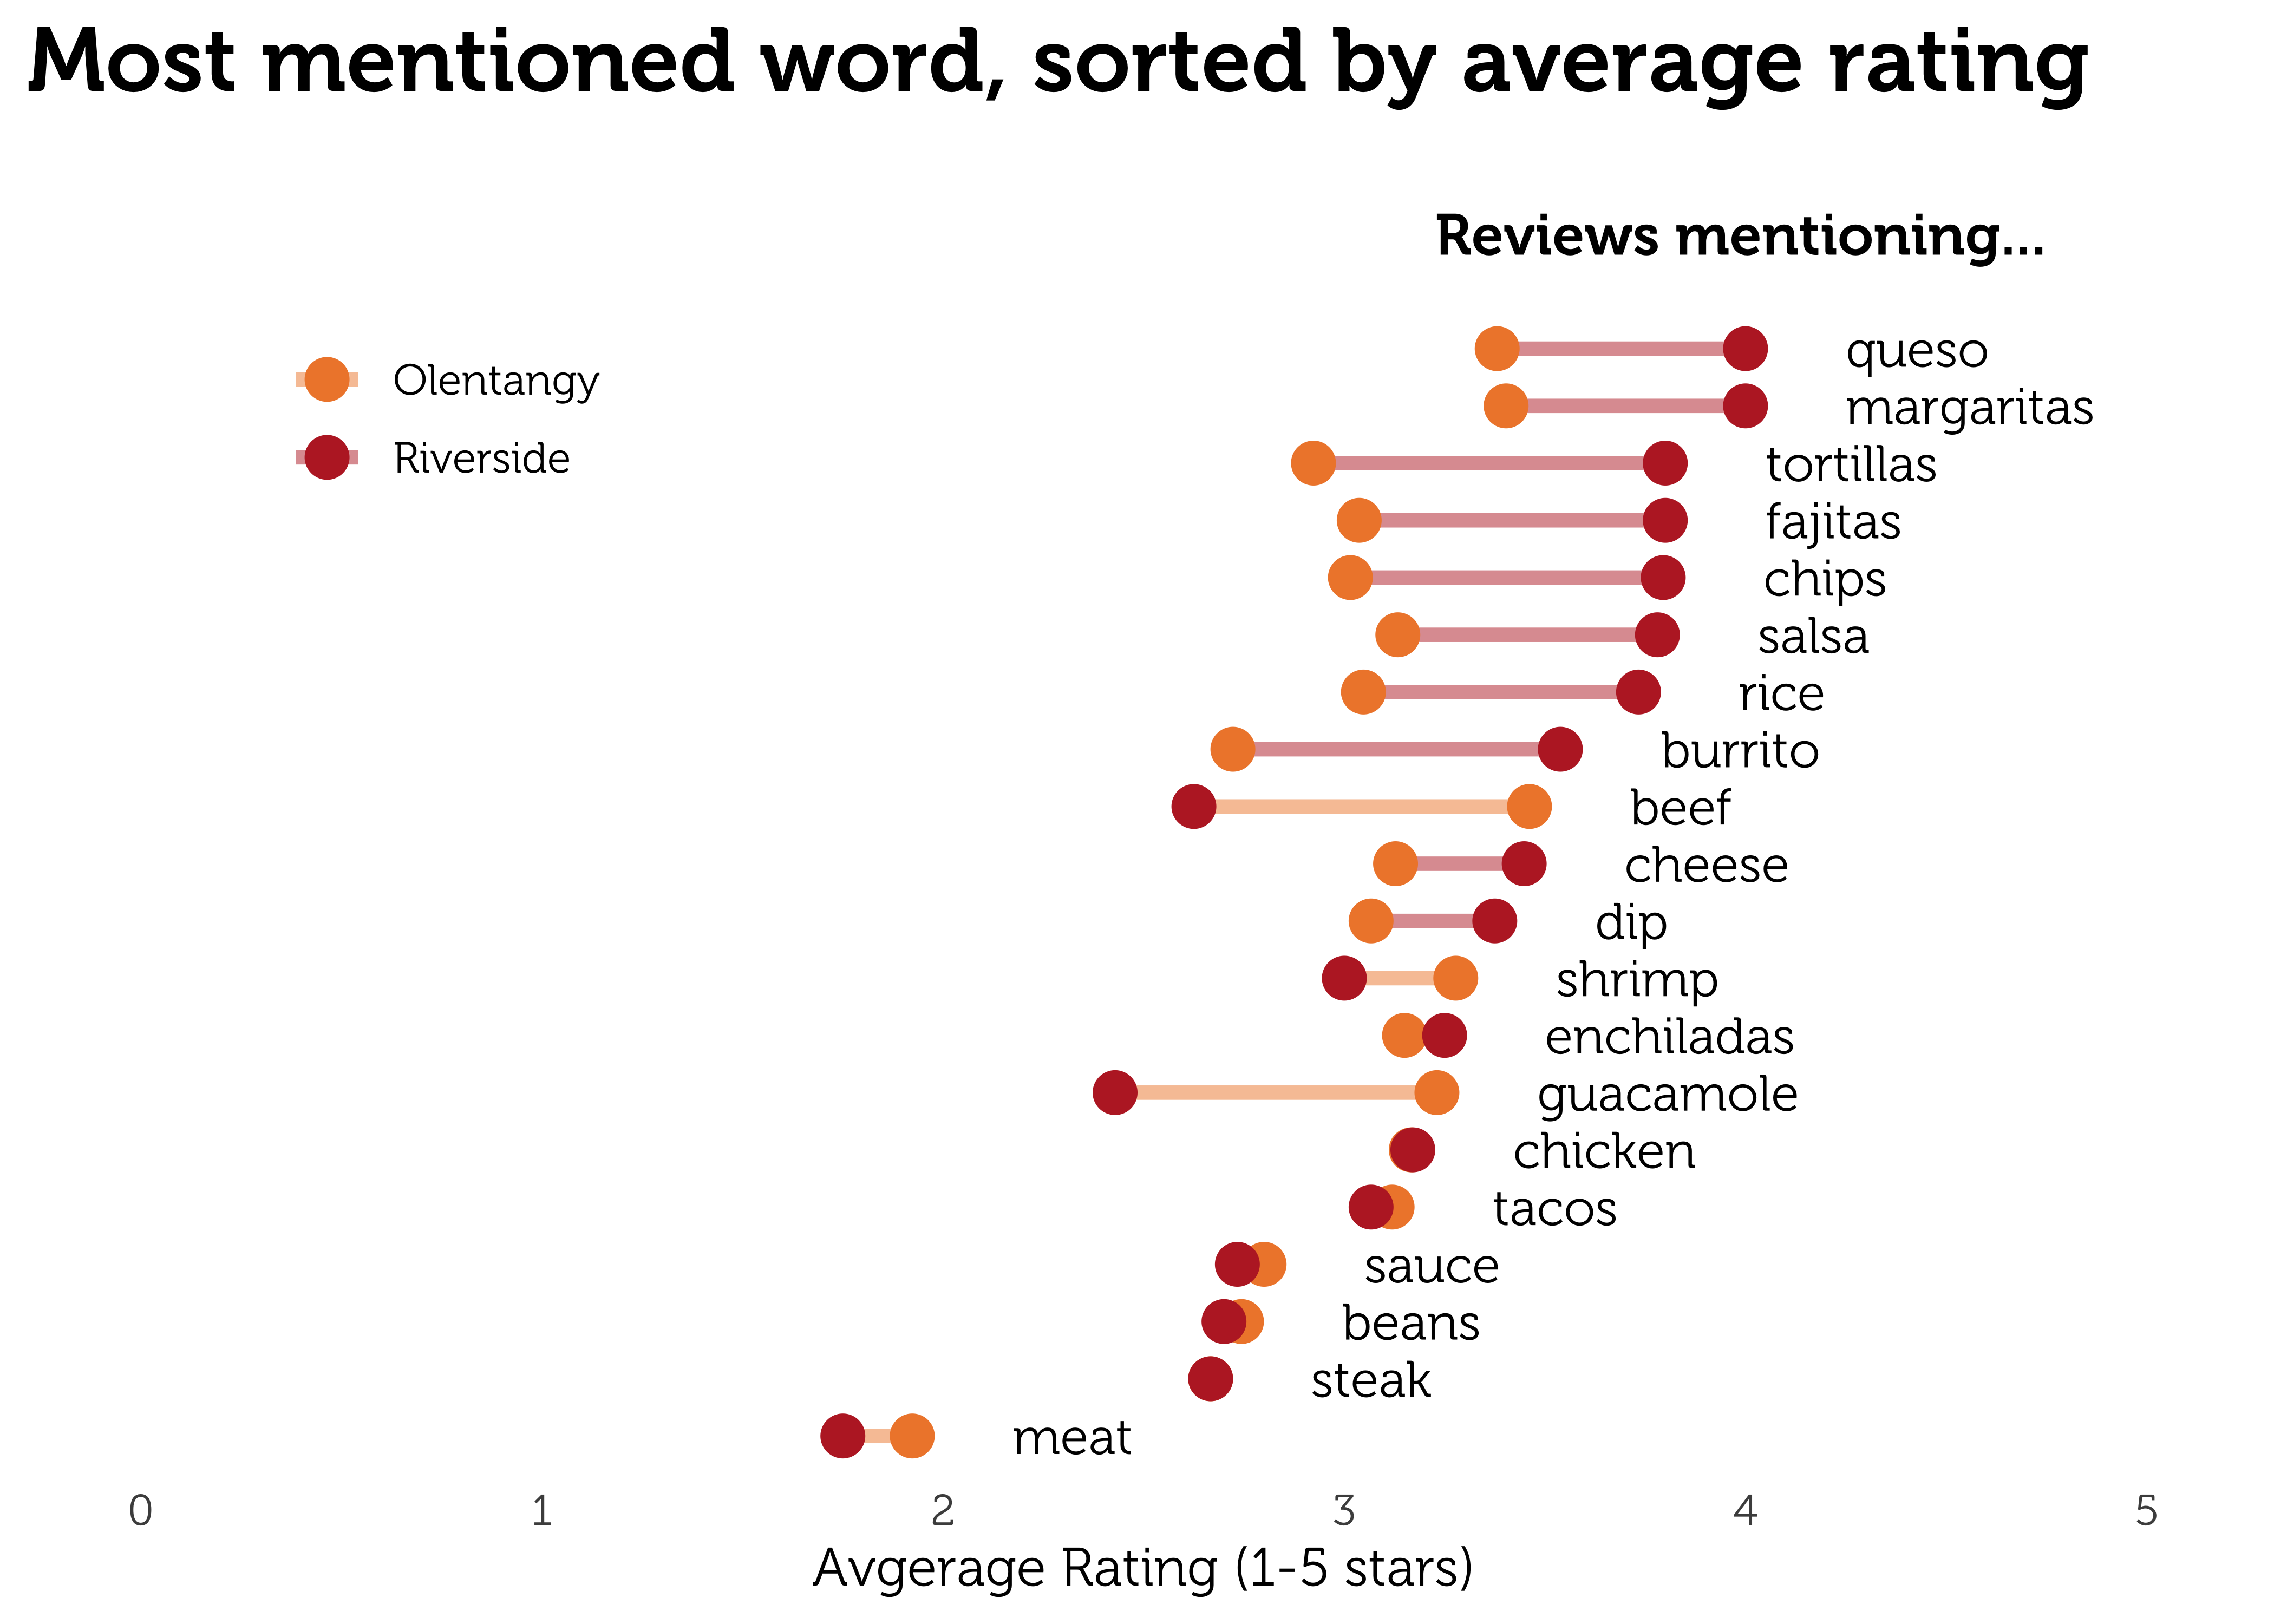 Most mentioned word, sorted by average rating
Reviews mentioning...
Olentangy
Riverside
queso
margaritas
tortillas
fajitas
chips
salsa
rice
burrito
beef
cheese
dip
shrimp
enchiladas
guacamole
chicken
tacos
sauce
beans
steak
meat
0 1 2 3 4 5
Avgerage Rating (1-5 stars)